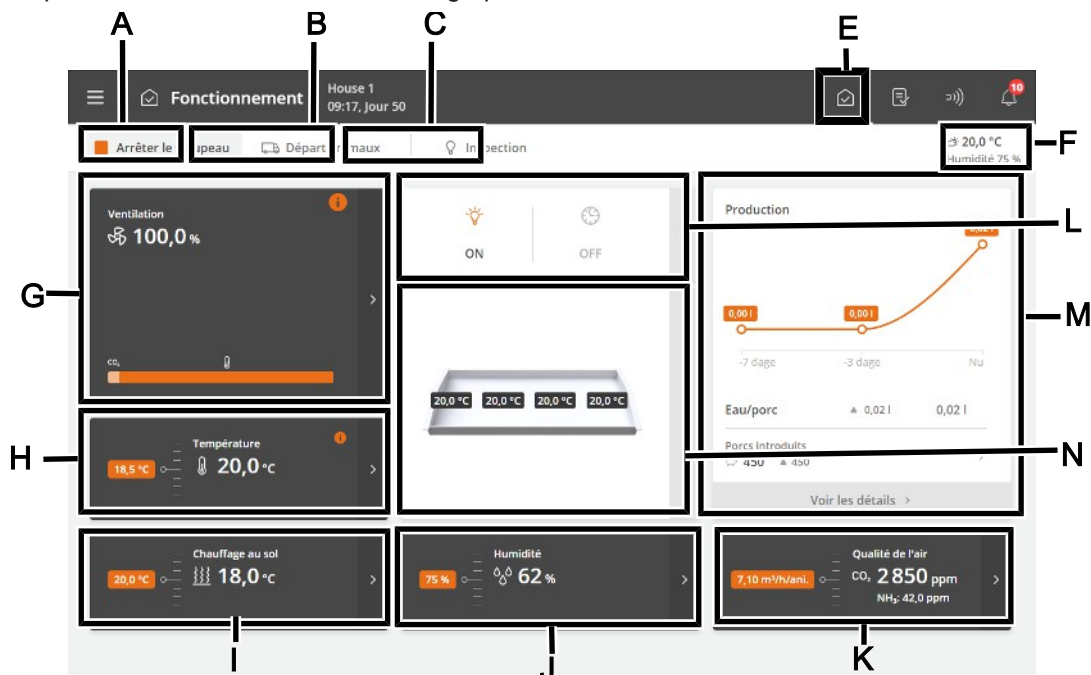 A B C E
Fonctionnement
House 1
09:17, Jour 50
10
Arrêter le
upeau
Départ
maux
In pection
20,0 °C
Humidité 75 %
F
Ventilation
100,0 %
i
CO₂
G
ON
OFF
L
Production
0,00 l
0,00 l
0,02 l
-7 dage
-3 dage
Nu
M
Eau/porc
0,02 l
0,02 l
Porcs introduits
450
450
Voir les détails >
20,0 °C 20,0 °C 20,0 °C 20,0 °C
N
H
Température
i
18,5 °C
20,0 °C
Chauffage au sol
20,0 °C
18,0 °C
Humidité
75 %
62 %
Qualité de l'air
7,10 m³/h/ani.
CO₂ 2 850 ppm
NH₃: 42,0 ppm
I
J
K